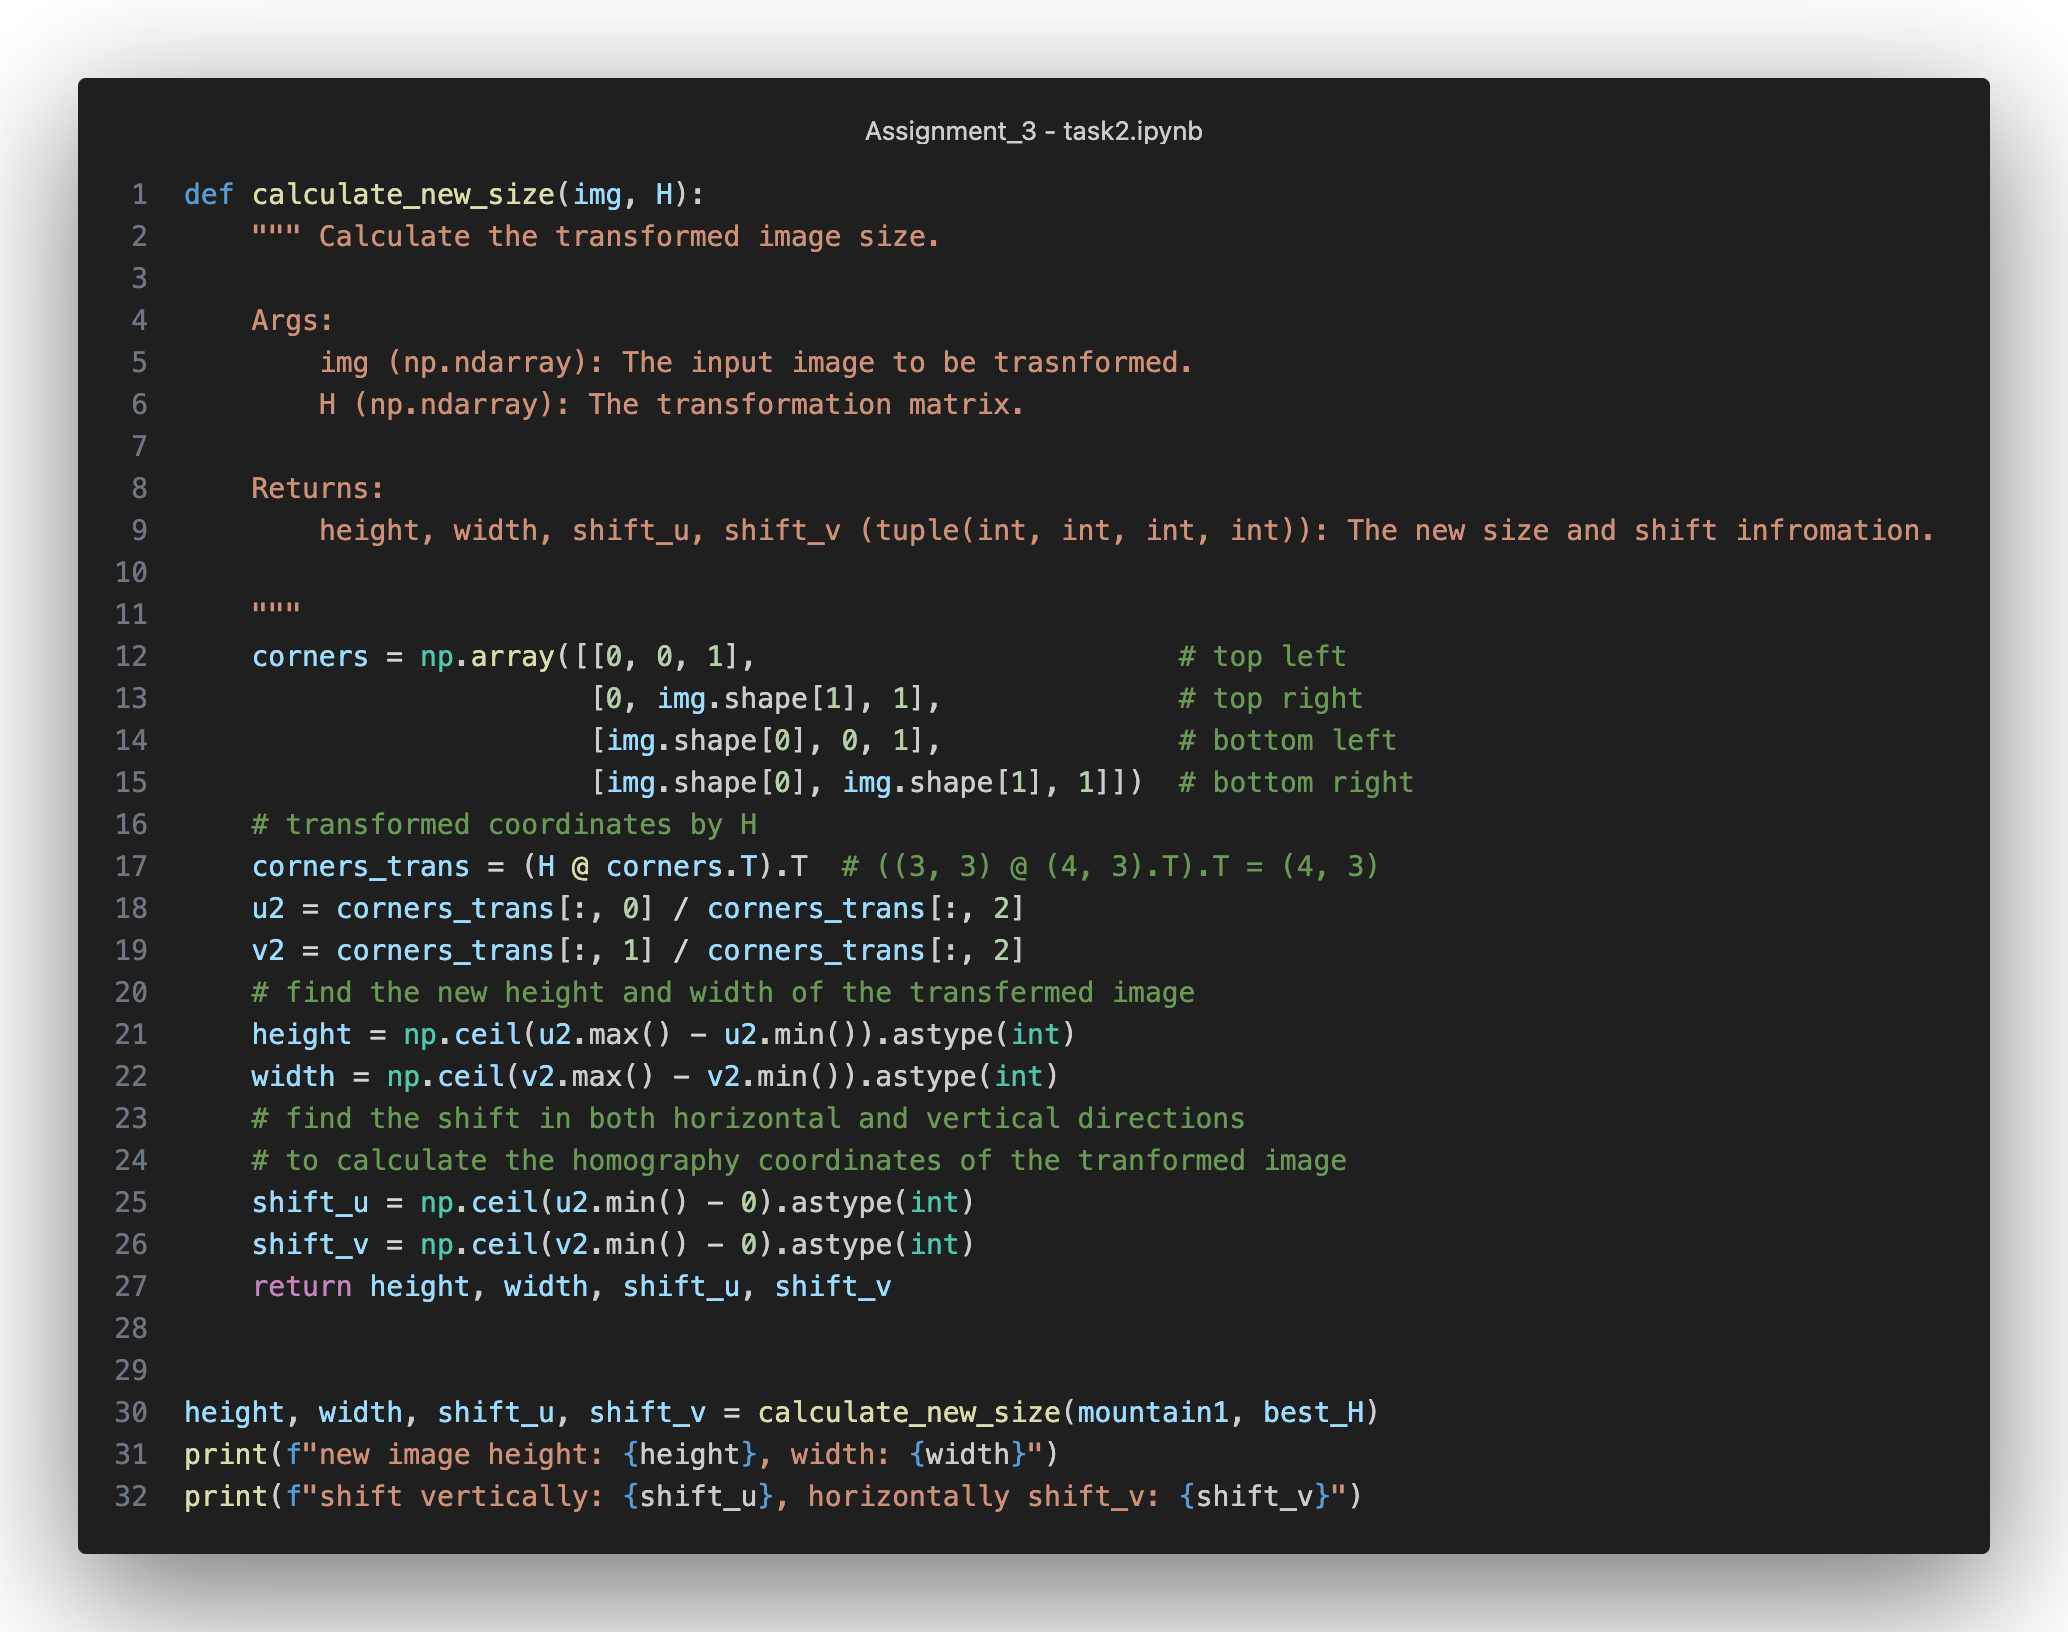 Assignment_3 - task2.ipynb
1 def calculate_new_size(img, H):
2     """ Calculate the transformed image size.
3
4     Args:
5         img (np.ndarray): The input image to be trasnformed.
6         H (np.ndarray): The transformation matrix.
7
8     Returns:
9         height, width, shift_u, shift_v (tuple(int, int, int, int)): The new size and shift infromation.
10
11     """
12     corners = np.array([[0, 0, 1],                         # top left
13                         [0, img.shape[1], 1],              # top right
14                         [img.shape[0], 0, 1],              # bottom left
15                         [img.shape[0], img.shape[1], 1]])  # bottom right
16     # transformed coordinates by H
17     corners_trans = (H @ corners.T).T  # ((3, 3) @ (4, 3).T).T = (4, 3)
18     u2 = corners_trans[:, 0] / corners_trans[:, 2]
19     v2 = corners_trans[:, 1] / corners_trans[:, 2]
20     # find the new height and width of the transfermed image
21     height = np.ceil(u2.max() - u2.min()).astype(int)
22     width = np.ceil(v2.max() - v2.min()).astype(int)
23     # find the shift in both horizontal and vertical directions
24     # to calculate the homography coordinates of the tranformed image
25     shift_u = np.ceil(u2.min() - 0).astype(int)
26     shift_v = np.ceil(v2.min() - 0).astype(int)
27     return height, width, shift_u, shift_v
28
29
30 height, width, shift_u, shift_v = calculate_new_size(mountain1, best_H)
31 print(f"new image height: {height}, width: {width}")
32 print(f"shift vertically: {shift_u}, horizontally shift_v: {shift_v}")